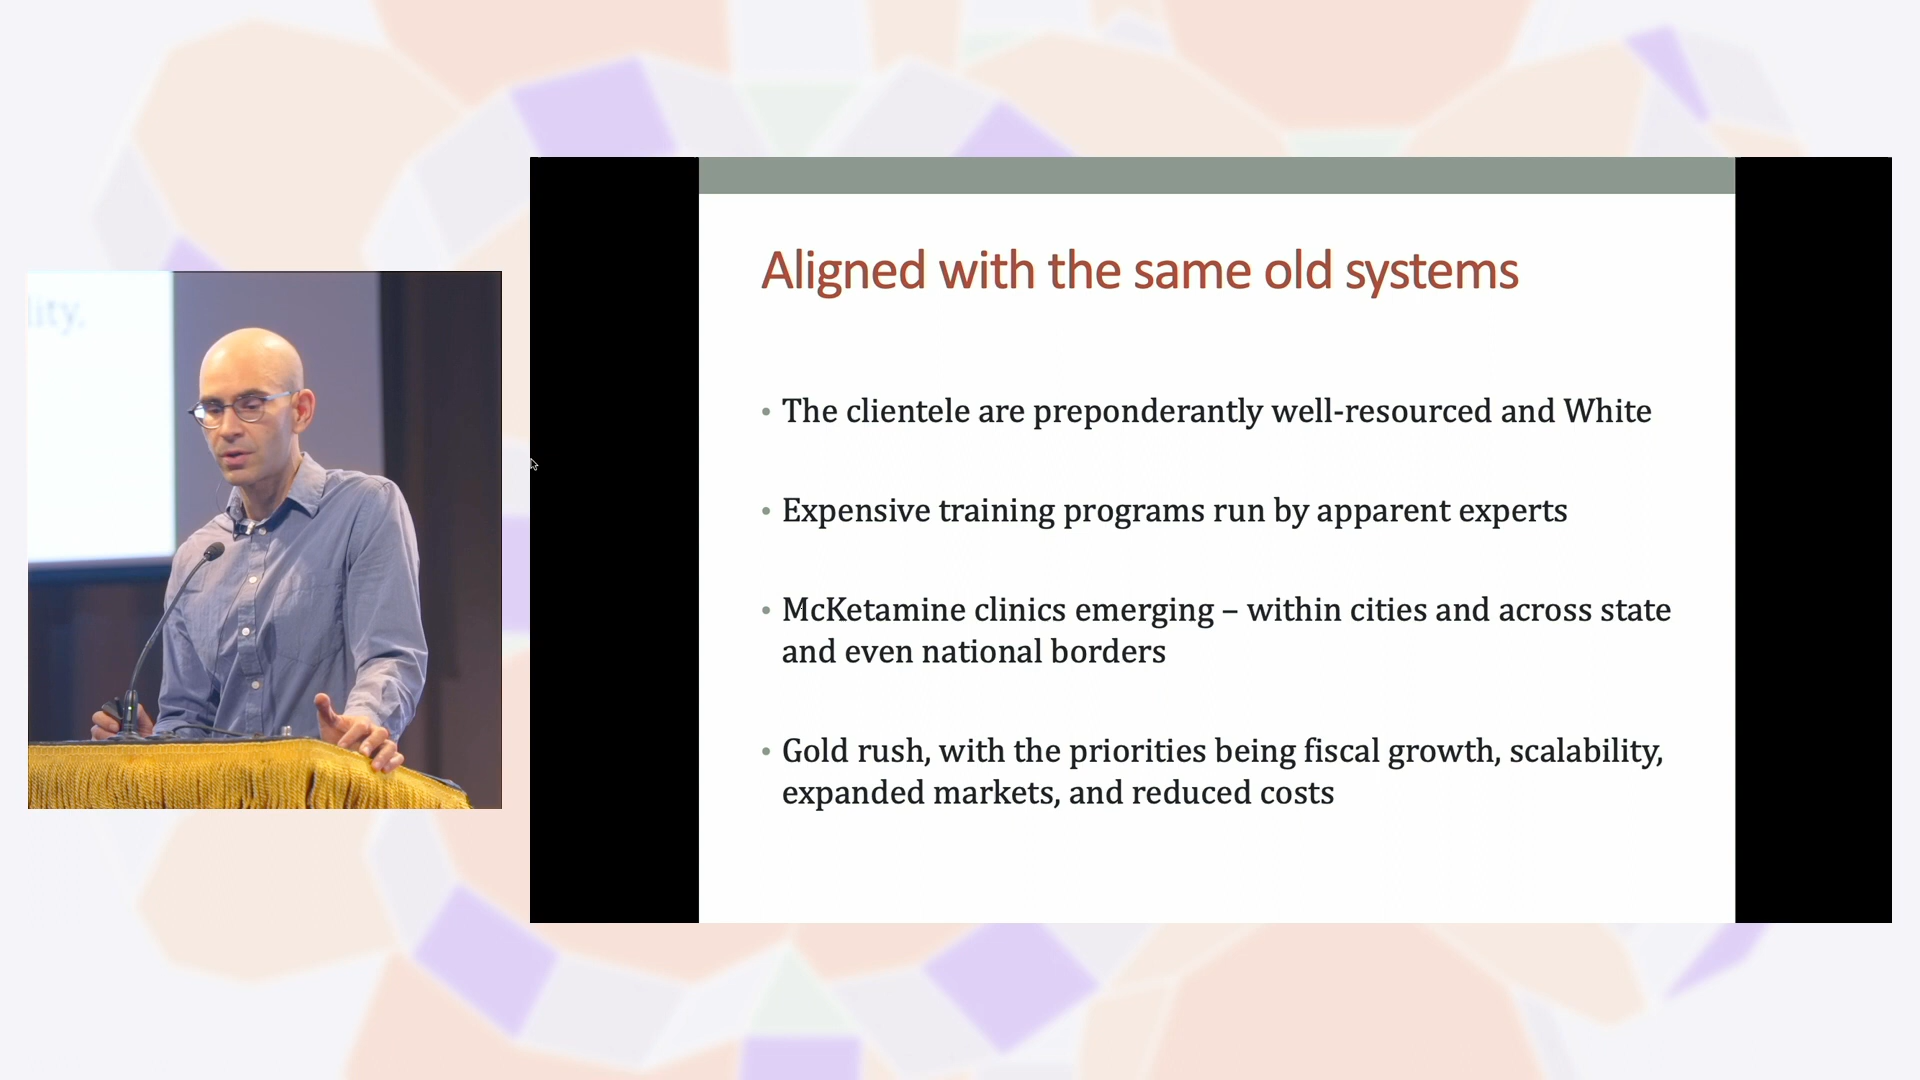 lity.
Aligned with the same old systems
• The clientele are preponderantly well-resourced and White
• Expensive training programs run by apparent experts
• McKetamine clinics emerging – within cities and across state
and even national borders
• Gold rush, with the priorities being fiscal growth, scalability,
expanded markets, and reduced costs